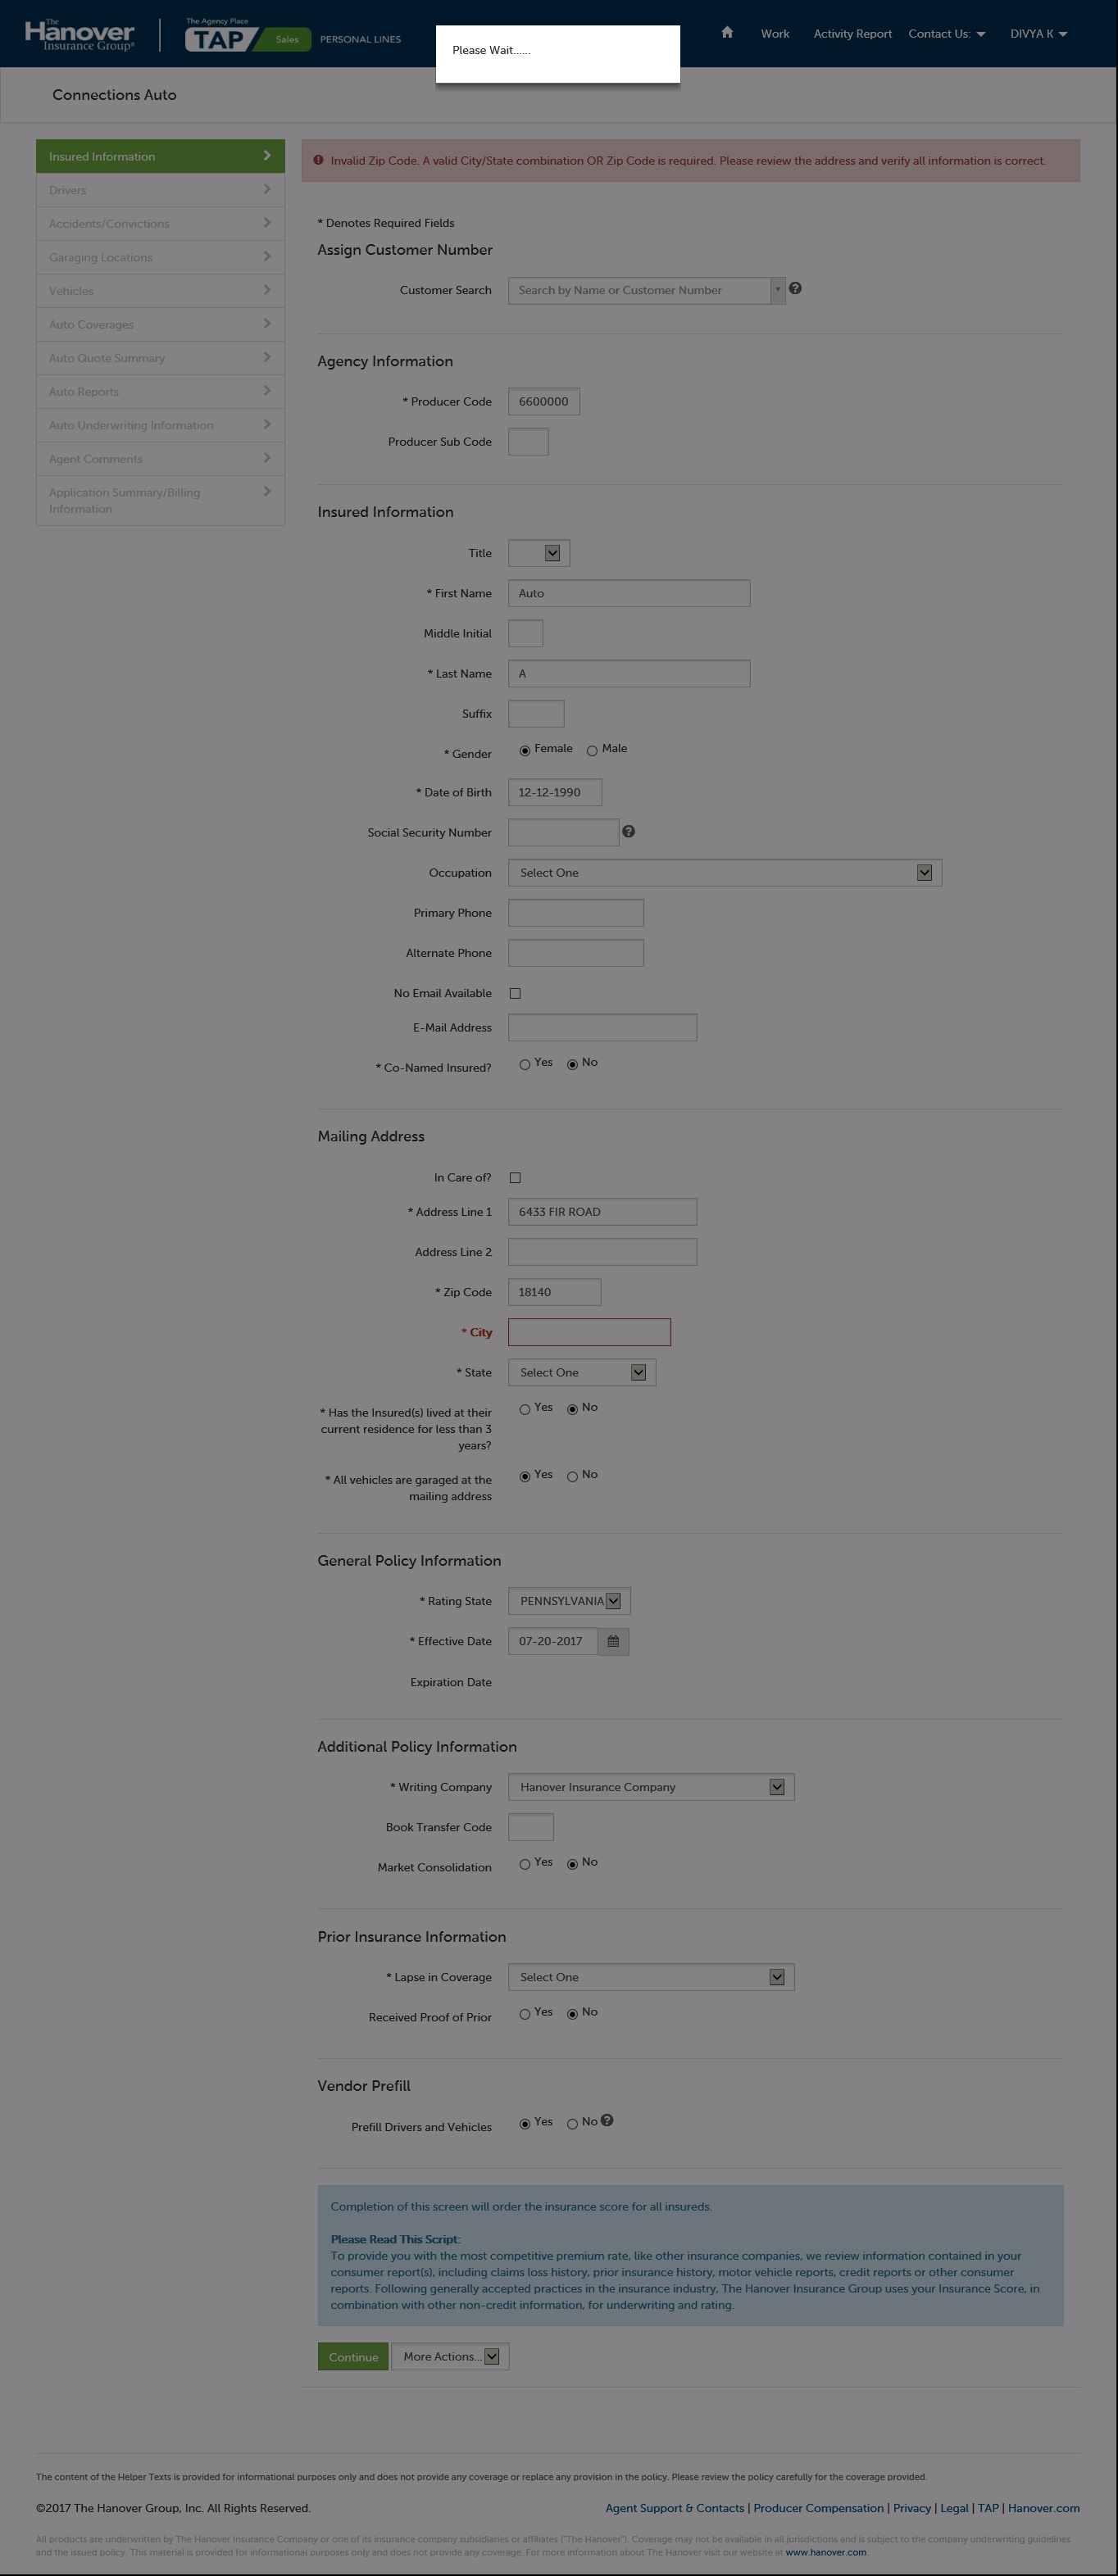 The
Hanover
Insurance Group®
The Agency Place
TAP Sales PERSONAL LINES
Please Wait......
Work Activity Report Contact Us: DIVYA K
Connections Auto
Insured Information
Drivers
Accidents/Convictions
Garaging Locations
Vehicles
Auto Coverages
Auto Quote Summary
Auto Reports
Auto Underwriting Information
Agent Comments
Application Summary/Billing
Information
Invalid Zip Code. A valid City/State combination OR Zip Code is required. Please review the address and verify all information is correct.
* Denotes Required Fields
Assign Customer Number
Customer Search Search by Name or Customer Number
Agency Information
* Producer Code 6600000
Producer Sub Code
Insured Information
Title
* First Name Auto
Middle Initial
* Last Name A
Suffix
* Gender Female Male
* Date of Birth 12-12-1990
Social Security Number
Occupation Select One
Primary Phone
Alternate Phone
No Email Available
E-Mail Address
* Co-Named Insured? Yes No
Mailing Address
In Care of?
* Address Line 1 6433 FIR ROAD
Address Line 2
* Zip Code 18140
* City
* State Select One
* Has the Insured(s) lived at their Yes No
current residence for less than 3
years?
* All vehicles are garaged at the Yes No
mailing address
General Policy Information
* Rating State PENNSYLVANIA
* Effective Date 07-20-2017
Expiration Date
Additional Policy Information
* Writing Company Hanover Insurance Company
Book Transfer Code
Market Consolidation Yes No
Prior Insurance Information
* Lapse in Coverage Select One
Received Proof of Prior Yes No
Vendor Prefill
Prefill Drivers and Vehicles Yes No
Completion of this screen will order the insurance score for all insureds.
Please Read This Script:
To provide you with the most competitive premium rate, like other insurance companies, we review information contained in your
consumer report(s), including claims loss history, prior insurance history, motor vehicle reports, credit reports or other consumer
reports. Following generally accepted practices in the insurance industry, The Hanover Insurance Group uses your Insurance Score, in
combination with other non-credit information, for underwriting and rating.
Continue More Actions...
The content of the Helper Texts is provided for informational purposes only and does not provide any coverage or replace any provision in the policy. Please review the policy carefully for the coverage provided.
©2017 The Hanover Group, Inc. All Rights Reserved. Agent Support & Contacts | Producer Compensation | Privacy | Legal | TAP | Hanover.com
All products are underwritten by The Hanover Insurance Company or one of its insurance company subsidiaries or affiliates ("The Hanover"). Coverage may not be available in all jurisdictions and is subject to the company underwriting guidelines
and the issued policy. This material is provided for informational purposes only and does not provide any coverage. For more information about The Hanover visit our website at www.hanover.com.